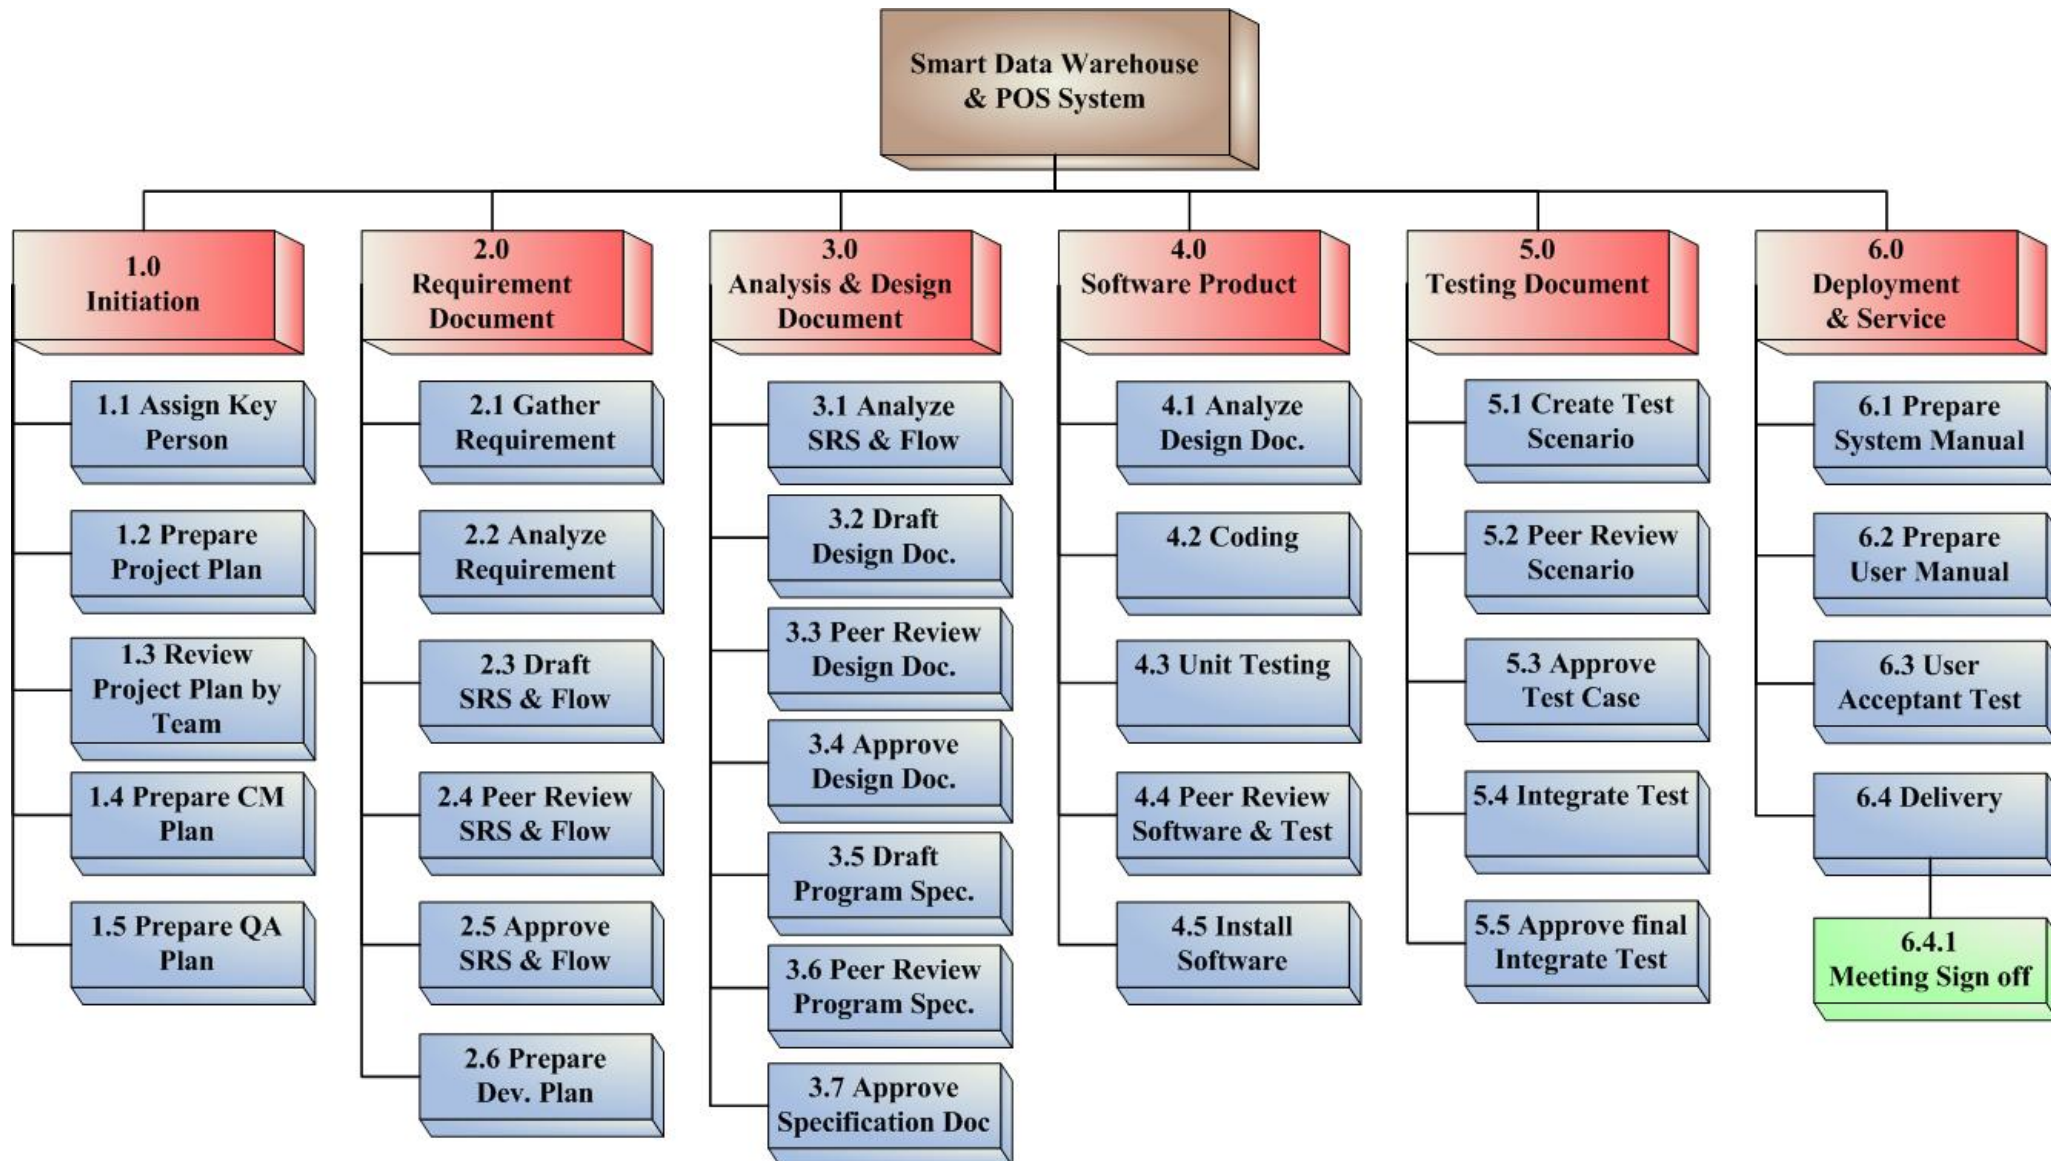 Smart Data Warehouse
& POS System
1.0
Initiation
1.1 Assign Key
Person
1.2 Prepare
Project Plan
1.3 Review
Project Plan by
Team
1.4 Prepare CM
Plan
1.5 Prepare QA
Plan
2.0
Requirement
Document
2.1 Gather
Requirement
2.2 Analyze
Requirement
2.3 Draft
SRS & Flow
2.4 Peer Review
SRS & Flow
2.5 Approve
SRS & Flow
2.6 Prepare
Dev. Plan
3.0
Analysis & Design
Document
3.1 Analyze
SRS & Flow
3.2 Draft
Design Doc.
3.3 Peer Review
Design Doc.
3.4 Approve
Design Doc.
3.5 Draft
Program Spec.
3.6 Peer Review
Program Spec.
3.7 Approve
Specification Doc
4.0
Software Product
4.1 Analyze
Design Doc.
4.2 Coding
4.3 Unit Testing
4.4 Peer Review
Software & Test
4.5 Install
Software
5.0
Testing Document
5.1 Create Test
Scenario
5.2 Peer Review
Scenario
5.3 Approve
Test Case
5.4 Integrate Test
5.5 Approve final
Integrate Test
6.0
Deployment
& Service
6.1 Prepare
System Manual
6.2 Prepare
User Manual
6.3 User
Acceptant Test
6.4 Delivery
6.4.1
Meeting Sign off